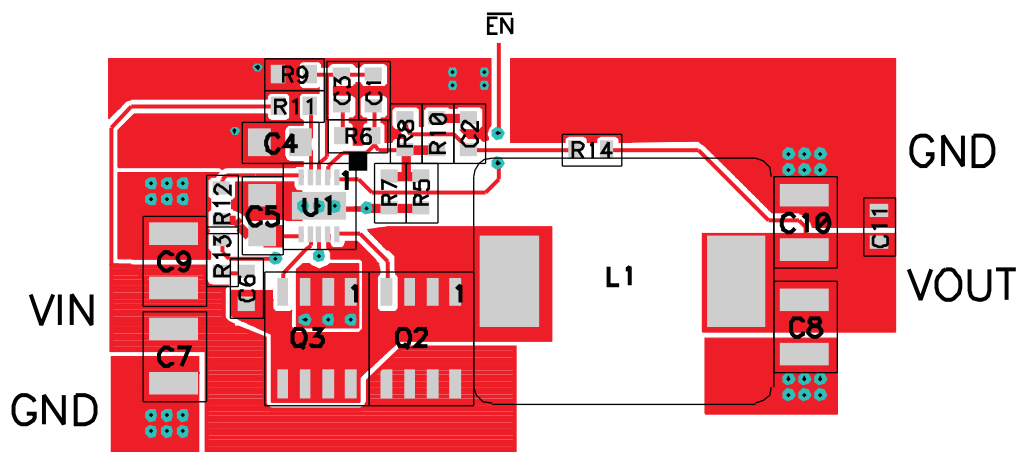 EN
R9
C3
C1
R11
R6
R8
R10
C2
C4
R14
GND
1
R7
R5
R12
C5
U1
C10
C11
R13
C9
C6
L1
VOUT
VIN
1
1
Q3
Q2
C8
C7
GND